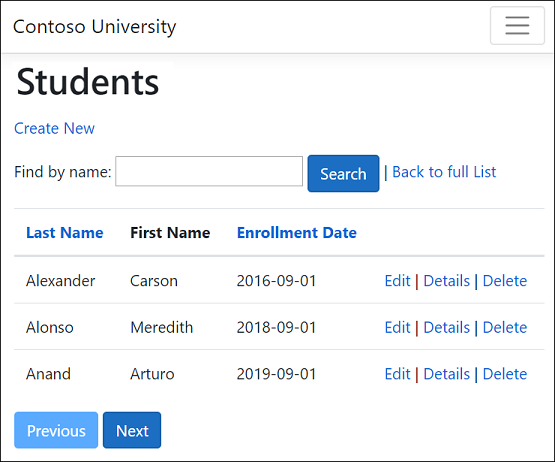 Contoso University
Students
Create New
Find by name: Search | Back to full List
Last Name First Name Enrollment Date
Alexander Carson 2016-09-01 Edit | Details | Delete
Alonso Meredith 2018-09-01 Edit | Details | Delete
Anand Arturo 2019-09-01 Edit | Details | Delete
Previous Next